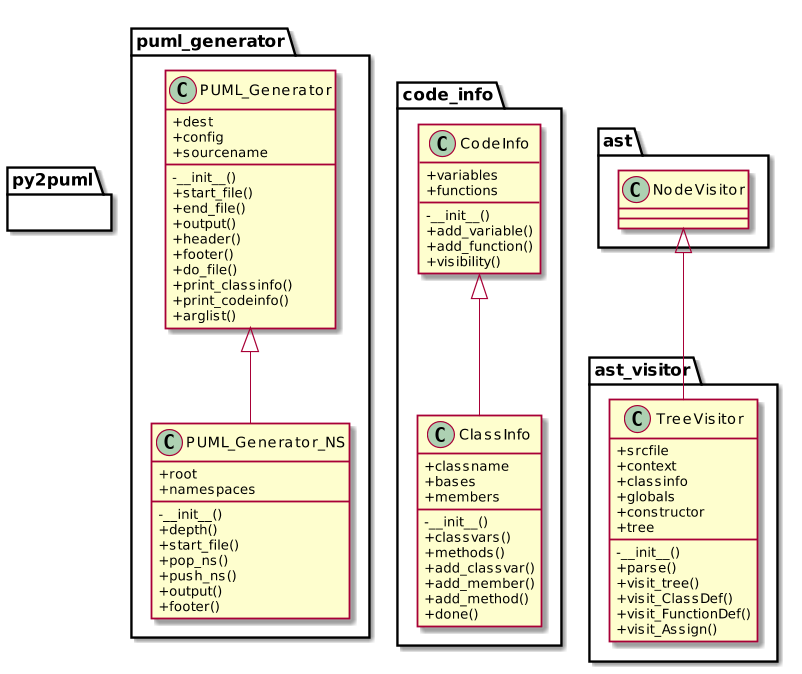 py2puml
puml_generator
C PUML_Generator
+dest
+config
+sourcename
-__init__()
+start_file()
+end_file()
+output()
+header()
+footer()
+do_file()
+print_classinfo()
+print_codeinfo()
+arglist()
C PUML_Generator_NS
+root
+namespaces
-__init__()
+depth()
+start_file()
+pop_ns()
+push_ns()
+output()
+footer()
code_info
C CodeInfo
+variables
+functions
-__init__()
+add_variable()
+add_function()
+visibility()
C ClassInfo
+classname
+bases
+members
-__init__()
+classvars()
+methods()
+add_classvar()
+add_member()
+add_method()
+done()
ast
C NodeVisitor
ast_visitor
C TreeVisitor
+srcfile
+context
+classinfo
+globals
+constructor
+tree
-__init__()
+parse()
+visit_tree()
+visit_ClassDef()
+visit_FunctionDef()
+visit_Assign()